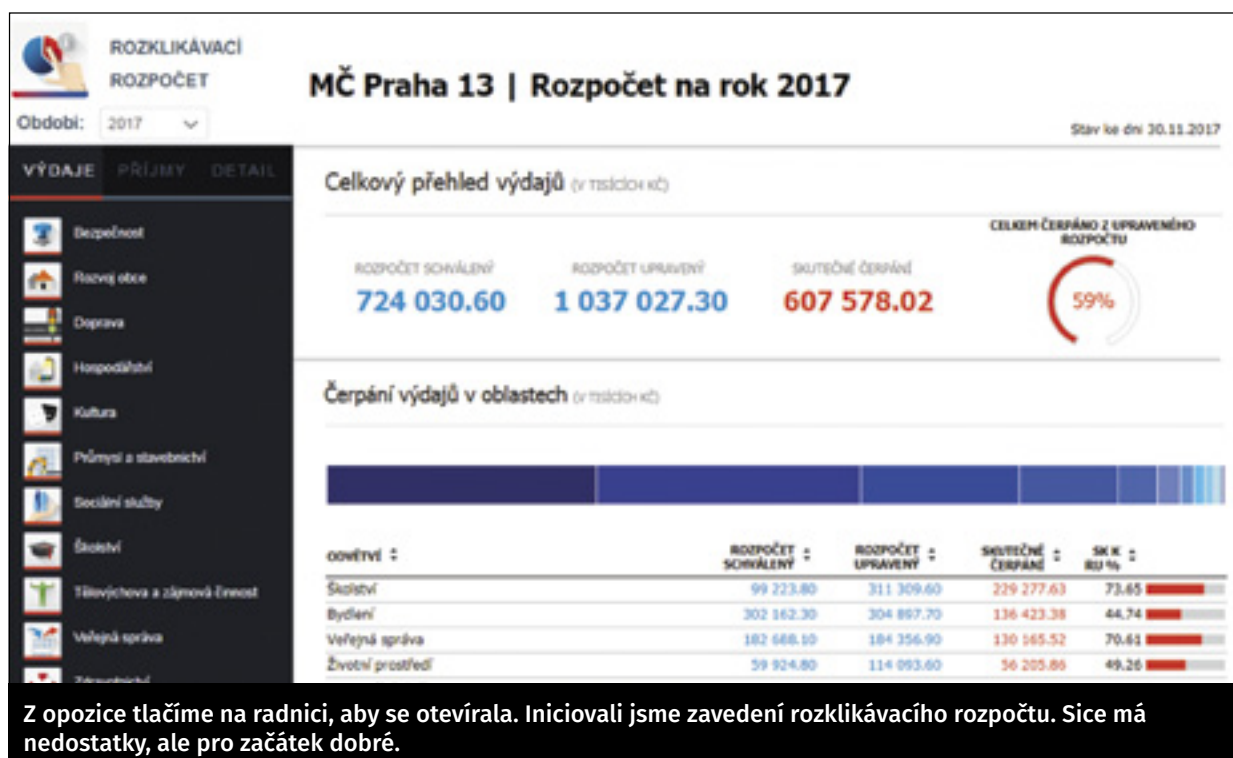 ROZKLIKÁVACÍ
ROZPOČET
Období: 2017
MČ Praha 13 | Rozpočet na rok 2017
Stav ke dni 30.11.2017
VÝDAJE PŘÍJMY DETAIL
Bezpečnost
Rozvoj obce
Doprava
Hospodářství
Kultura
Průmysl a stavebnictví
Sociální služby
Školství
Tělovýchova a zájmová činnost
Veřejná správa
Zdravotnictví
Celkový přehled výdajů (V TISÍCÍCH KČ)
CELKEM ČERPÁNO Z UPRAVENÉHO
ROZPOČTU
ROZPOČET SCHVÁLENÝ ROZPOČET UPRAVENÝ SKUTEČNÉ ČERPÁNÍ
724 030.60 1 037 027.30 607 578.02 59%
Čerpání výdajů v oblastech (V TISÍCÍCH KČ)
ODVĚTVÍ ROZPOČET SCHVÁLENÝ ROZPOČET UPRAVENÝ SKUTEČNÉ ČERPÁNÍ SK K RU %
Školství 99 223.80 311 309.60 229 277.63 73.65
Bydlení 302 162.30 304 897.70 136 423.38 44.74
Veřejná správa 182 688.10 184 356.90 130 165.52 70.61
Životní prostředí 59 924.80 114 093.60 56 205.86 49.26
Z opozice tlačíme na radnici, aby se otevírala. Iniciovali jsme zavedení rozklikávacího rozpočtu. Sice má
nedostatky, ale pro začátek dobré.